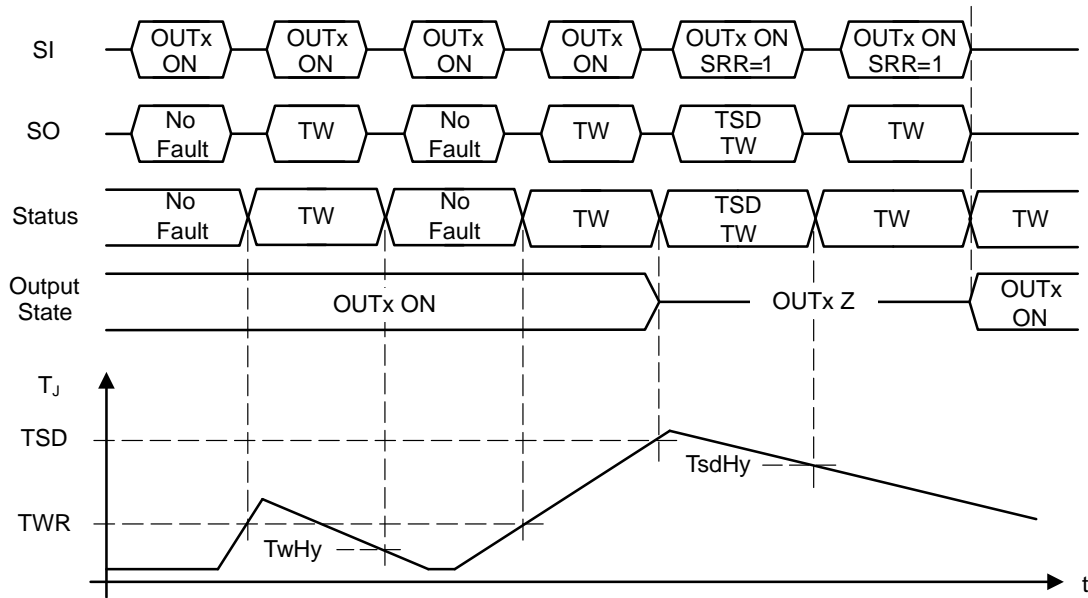 SI
OUTx
ON
OUTx
ON
OUTx
ON
OUTx
ON
OUTx ON
SRR=1
OUTx ON
SRR=1
SO
No
Fault
TW
No
Fault
TW
TSD
TW
TW
Status
No
Fault
TW
No
Fault
TW
TSD
TW
TW
TW
Output
State
OUTx ON
OUTx Z
OUTx
ON
TJ
TSD
TsdHy
TWR
TwHy
t